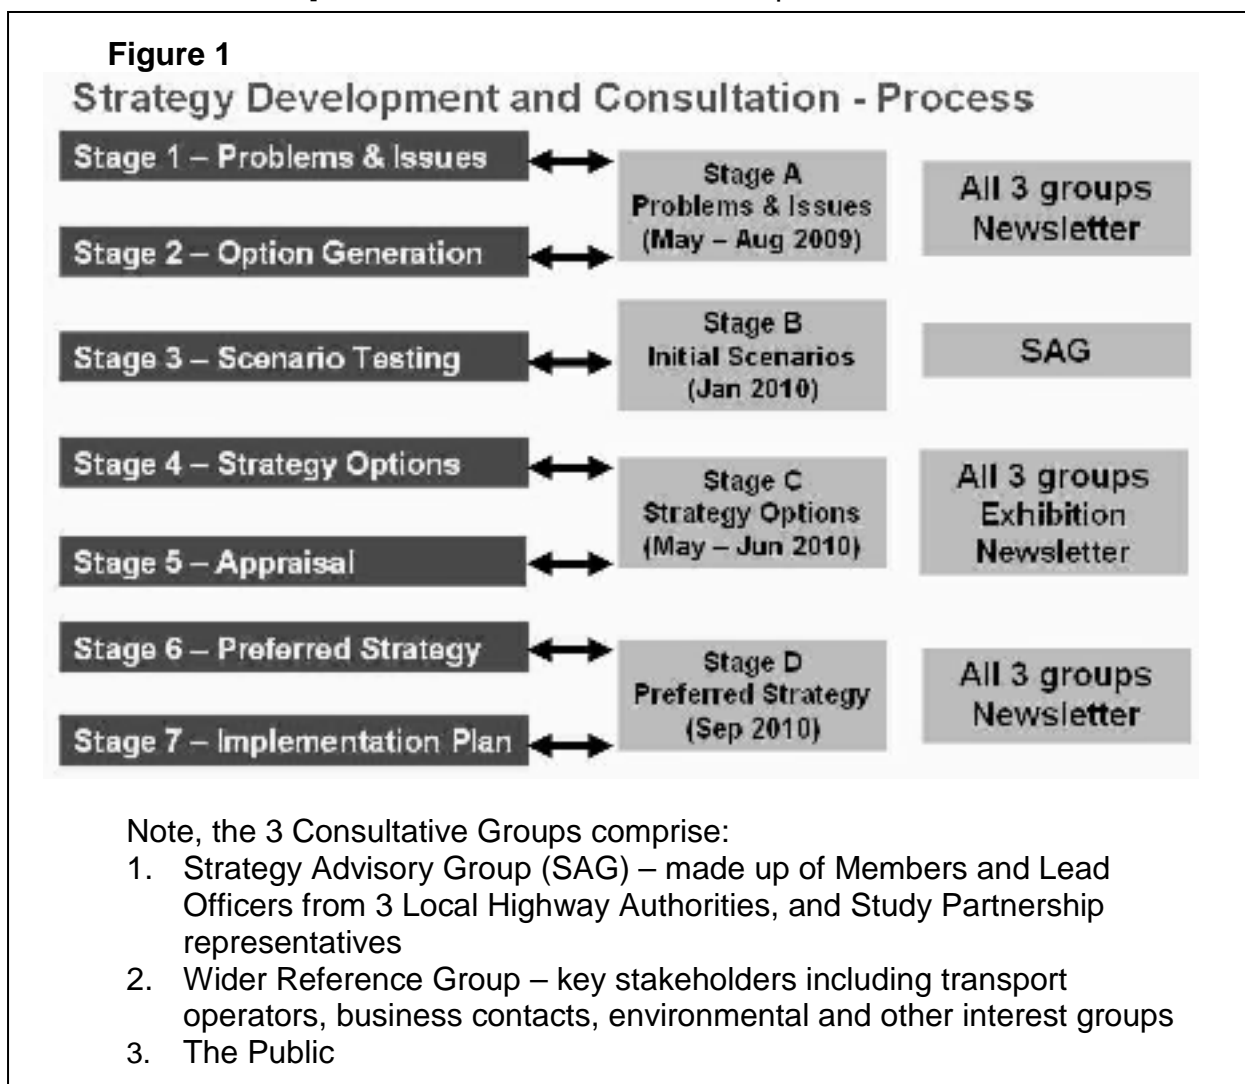 Figure 1
Strategy Development and Consultation - Process
Stage 1 – Problems & Issues
Stage 2 – Option Generation
Stage A
Problems & Issues
(May – Aug 2009)
All 3 groups
Newsletter
Stage 3 – Scenario Testing
Stage B
Initial Scenarios
(Jan 2010)
SAG
Stage 4 – Strategy Options
Stage 5 – Appraisal
Stage C
Strategy Options
(May – Jun 2010)
All 3 groups
Exhibition
Newsletter
Stage 6 – Preferred Strategy
Stage 7 – Implementation Plan
Stage D
Preferred Strategy
(Sep 2010)
All 3 groups
Newsletter
Note, the 3 Consultative Groups comprise:
1. Strategy Advisory Group (SAG) – made up of Members and Lead
Officers from 3 Local Highway Authorities, and Study Partnership
representatives
2. Wider Reference Group – key stakeholders including transport
operators, business contacts, environmental and other interest groups
3. The Public